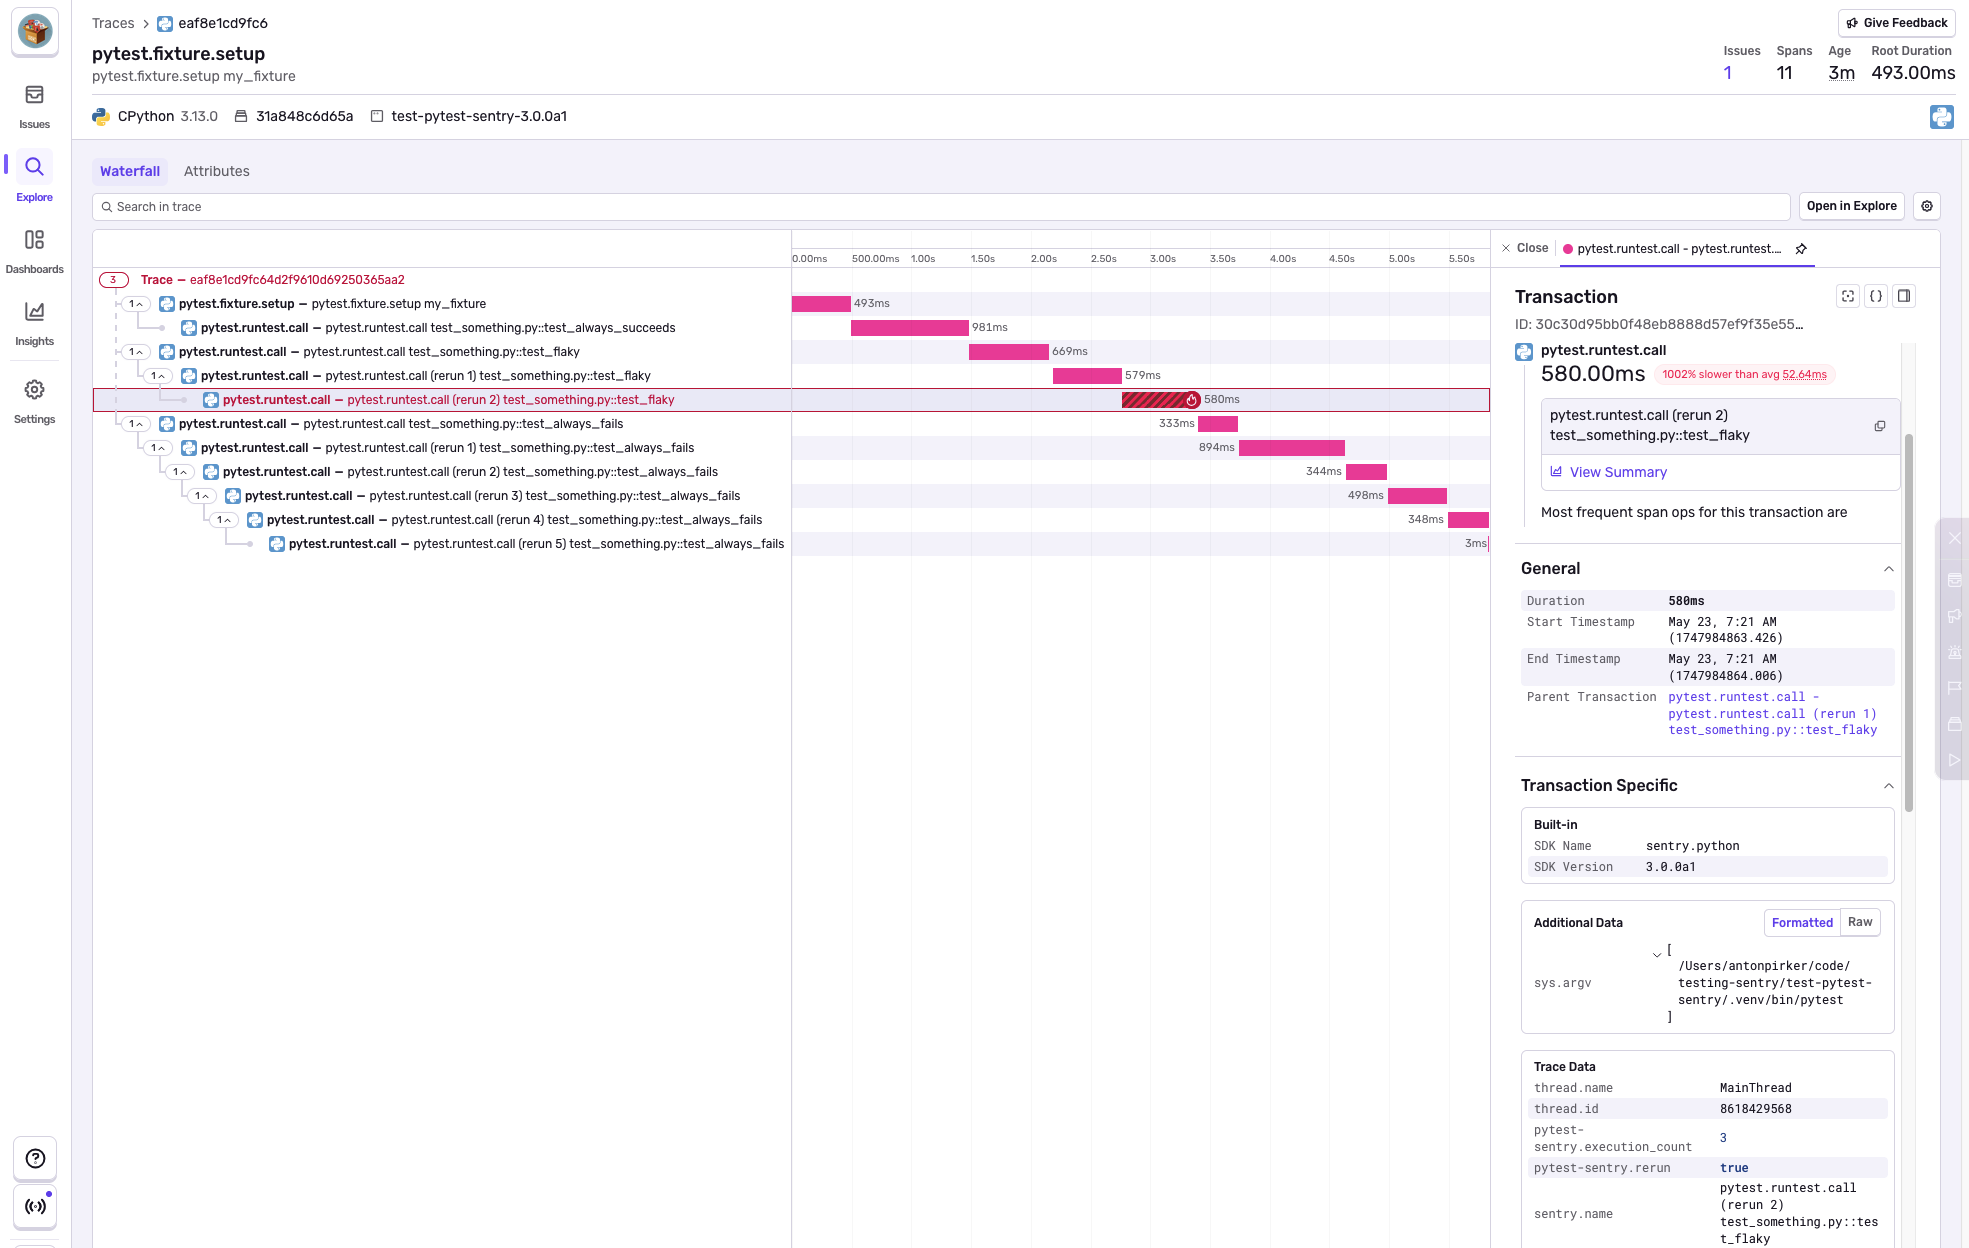 Traces > eaf8e1cd9fc6
Give Feedback
pytest.fixture.setup
pytest.fixture.setup my_fixture
Issues Spans Age Root Duration
1 11 3m 493.00ms
CPython 3.13.0 31a848c6d65a test-pytest-sentry-3.0.0a1
Issues
Explore
Dashboards
Insights
Settings
Waterfall Attributes
Search in trace
Open in Explore
0.00ms 500.00ms 1.00s 1.50s 2.00s 2.50s 3.00s 3.50s 4.00s 4.50s 5.00s 5.50s
3 Trace — eaf8e1cd9fc64d2f9610d69250365aa2
1 pytest.fixture.setup — pytest.fixture.setup my_fixture 493ms
pytest.runtest.call — pytest.runtest.call test_something.py::test_always_succeeds 981ms
1 pytest.runtest.call — pytest.runtest.call test_something.py::test_flaky 669ms
1 pytest.runtest.call — pytest.runtest.call (rerun 1) test_something.py::test_flaky 579ms
pytest.runtest.call — pytest.runtest.call (rerun 2) test_something.py::test_flaky 580ms
1 pytest.runtest.call — pytest.runtest.call test_something.py::test_always_fails 333ms
1 pytest.runtest.call — pytest.runtest.call (rerun 1) test_something.py::test_always_fails 894ms
1 pytest.runtest.call — pytest.runtest.call (rerun 2) test_something.py::test_always_fails 344ms
1 pytest.runtest.call — pytest.runtest.call (rerun 3) test_something.py::test_always_fails 498ms
1 pytest.runtest.call — pytest.runtest.call (rerun 4) test_something.py::test_always_fails 348ms
pytest.runtest.call — pytest.runtest.call (rerun 5) test_something.py::test_always_fails 3ms
Close pytest.runtest.call - pytest.runtest....
Transaction
ID: 30c30d95bb0f48eb8888d57ef9f35e55...
pytest.runtest.call
580.00ms 1002% slower than avg 52.64ms
pytest.runtest.call (rerun 2)
test_something.py::test_flaky
View Summary
Most frequent span ops for this transaction are
General
Duration 580ms
Start Timestamp May 23, 7:21 AM
(1747984863.426)
End Timestamp May 23, 7:21 AM
(1747984864.006)
Parent Transaction pytest.runtest.call -
pytest.runtest.call (rerun 1)
test_something.py::test_flaky
Transaction Specific
Built-in
SDK Name sentry.python
SDK Version 3.0.0a1
Additional Data Formatted Raw
sys.argv [
/Users/antonpirker/code/
testing-sentry/test-pytest-
sentry/.venv/bin/pytest
]
Trace Data
thread.name MainThread
thread.id 8618429568
pytest-
sentry.execution_count 3
pytest-sentry.rerun true
sentry.name pytest.runtest.call
(rerun 2)
test_something.py::tes
t_flaky